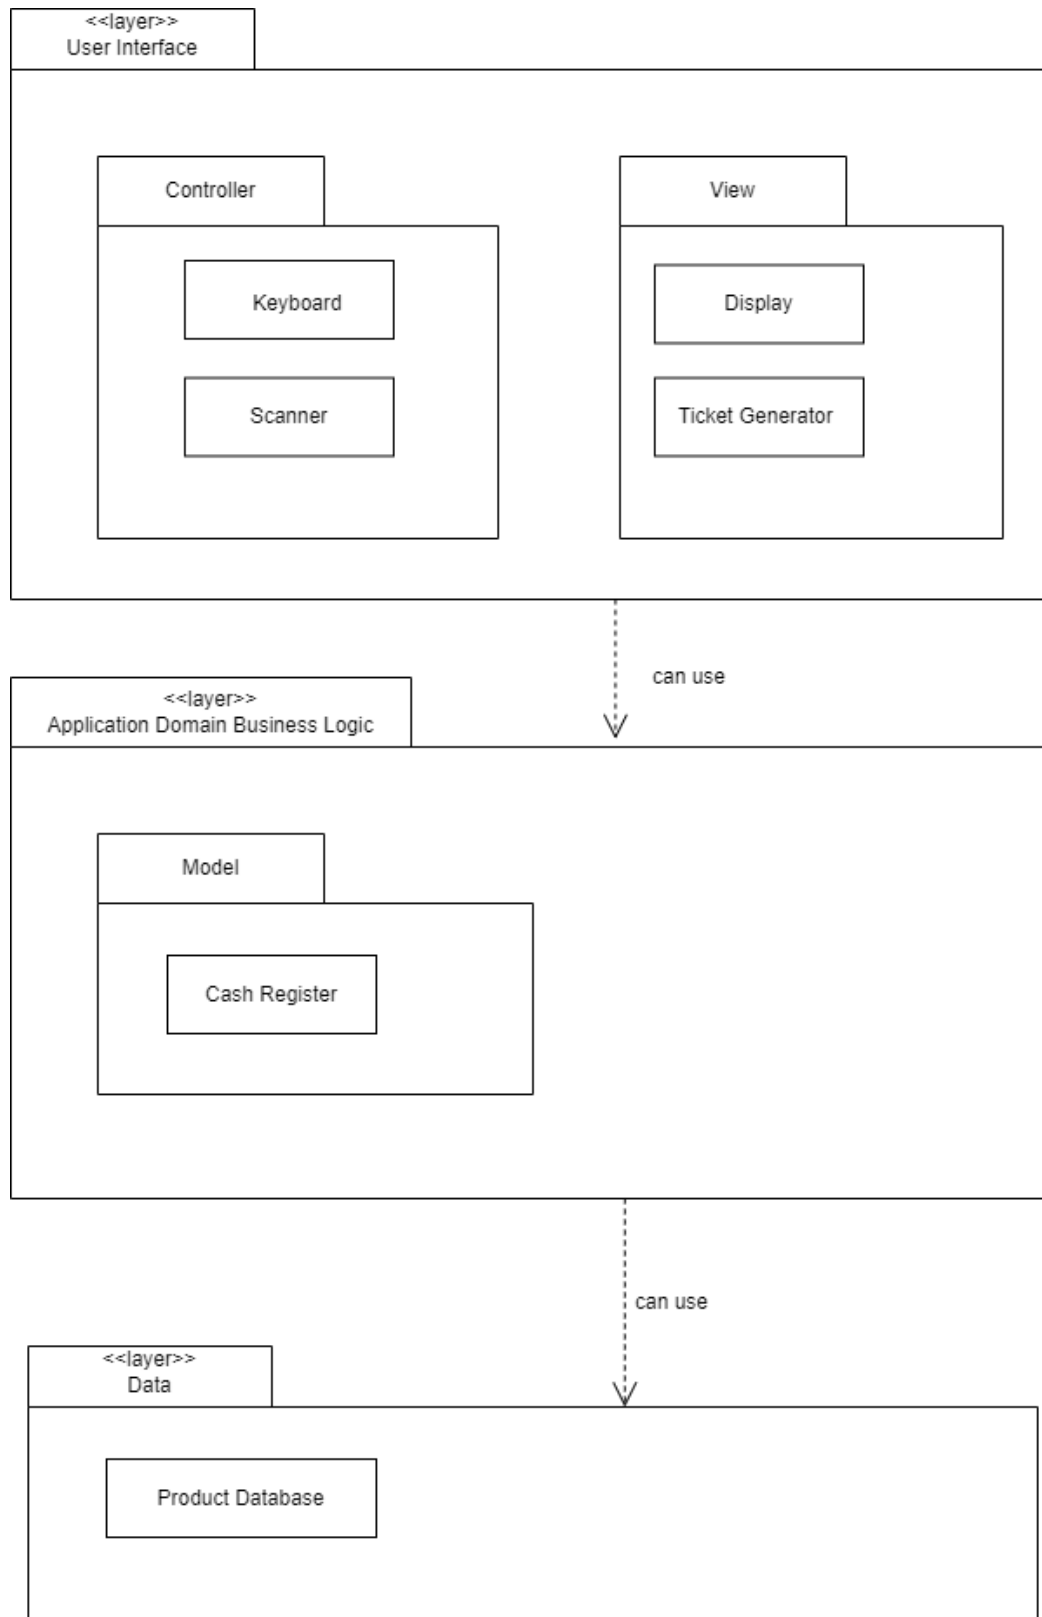 <<layer>>
User Interface
Controller
View
Keyboard
Display
Scanner
Ticket Generator
can use
<<layer>>
Application Domain Business Logic
Model
Cash Register
can use
<<layer>>
Data
Product Database